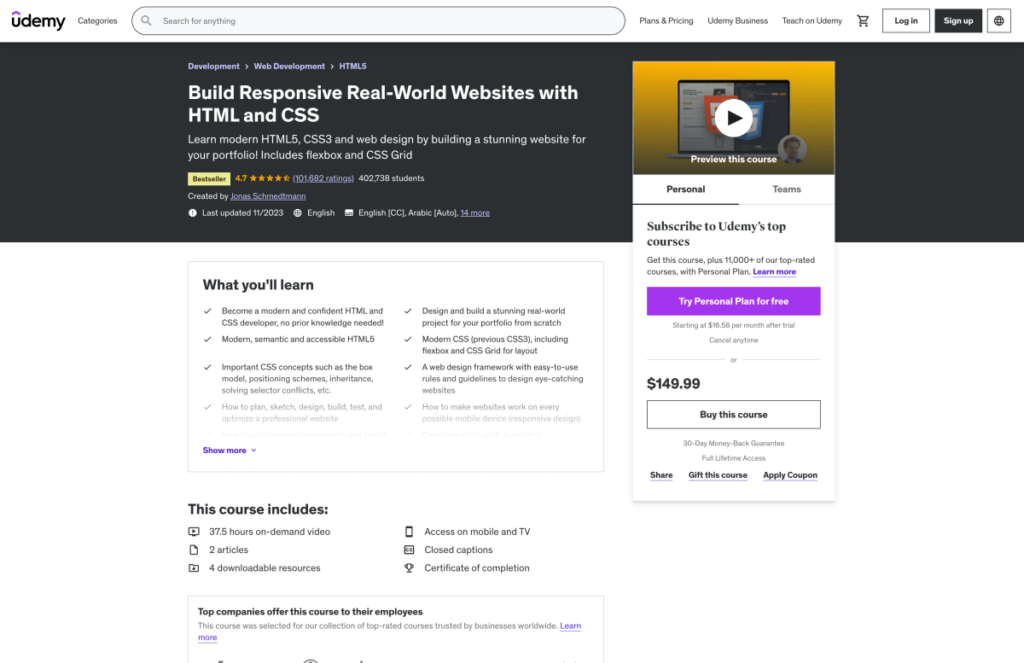 ûdemy Categories Search for anything Plans & Pricing Udemy Business Teach on Udemy Log in Sign up
Development > Web Development > HTML5
Build Responsive Real-World Websites with
HTML and CSS
Learn modern HTML5, CSS3 and web design by building a stunning website for
your portfolio! Includes flexbox and CSS Grid
Bestseller 4.7 (101,682 ratings) 402,738 students
Created by Jonas Schmedtmann
Last updated 11/2023 English English [CC], Arabic [Auto], 14 more
Preview this course
Personal Teams
Subscribe to Udemy's top
courses
Get this course, plus 11,000+ of our top-rated
courses, with Personal Plan. Learn more
Try Personal Plan for free
Starting at $16.58 per month after trial
Cancel anytime
or
$149.99
Buy this course
30-Day Money-Back Guarantee
Full Lifetime Access
Share Gift this course Apply Coupon
What you'll learn
Become a modern and confident HTML and
CSS developer, no prior knowledge needed!
Design and build a stunning real-world
project for your portfolio from scratch
Modern, semantic and accessible HTML5
Modern CSS (previous CSS3), including
flexbox and CSS Grid for layout
Important CSS concepts such as the box
model, positioning schemes, inheritance,
solving selector conflicts, etc.
A web design framework with easy-to-use
rules and guidelines to design eye-catching
websites
How to plan, sketch, design, build, test, and
optimize a professional website
How to make websites work on every
possible mobile device (responsive design)
Show more
This course includes:
37.5 hours on-demand video
Access on mobile and TV
2 articles
Closed captions
4 downloadable resources
Certificate of completion
Top companies offer this course to their employees
This course was selected for our collection of top-rated courses trusted by businesses worldwide. Learn
more